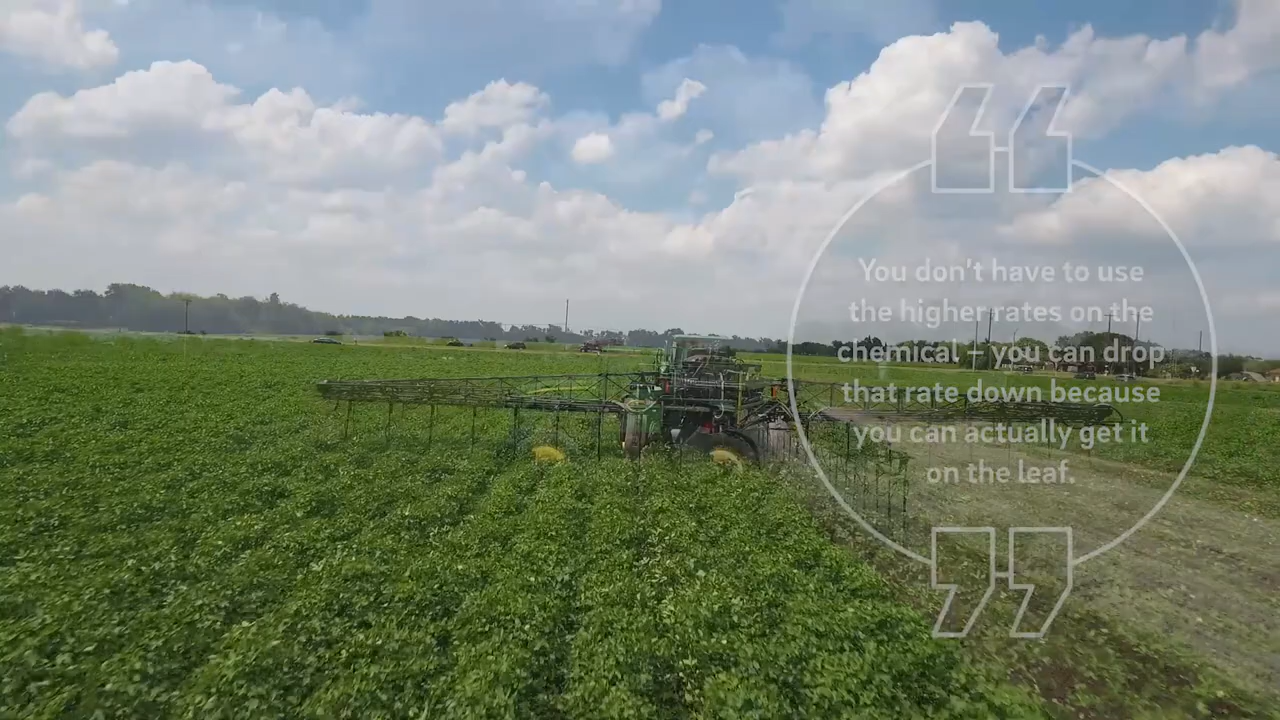 You don't have to use
the higher rates on the
chemical – you can drop
that rate down because
you can actually get it
on the leaf.